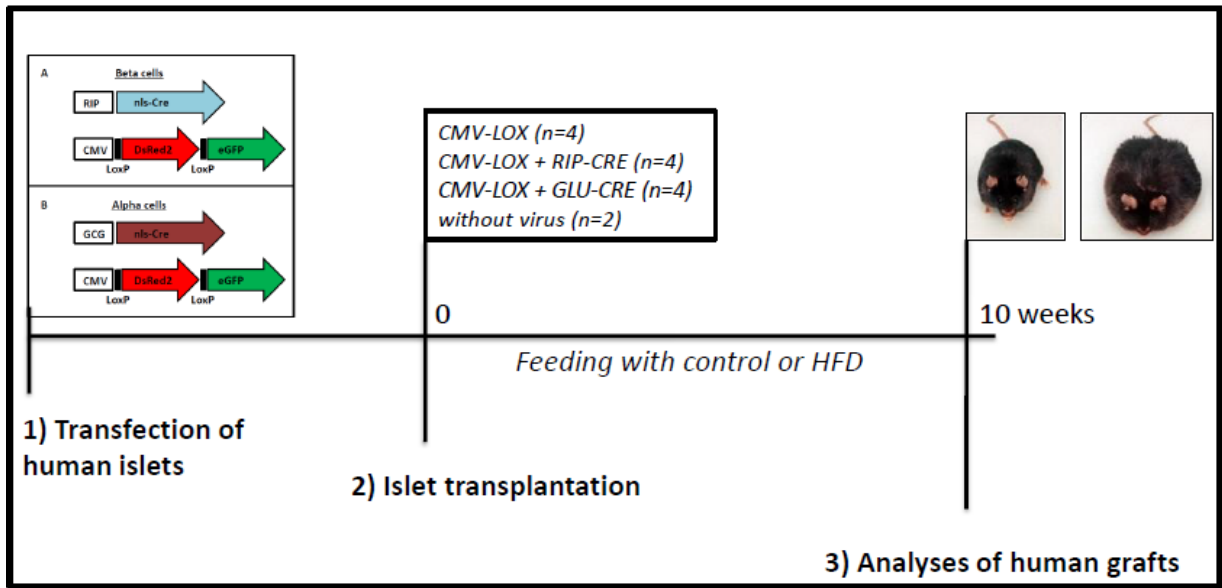 A
Beta cells
RIP
nls-Cre
CMV
DsRed2
eGFP
LoxP
LoxP
B
Alpha cells
GCG
nls-Cre
CMV
DsRed2
eGFP
LoxP
LoxP
CMV-LOX (n=4)
CMV-LOX + RIP-CRE (n=4)
CMV-LOX + GLU-CRE (n=4)
without virus (n=2)
0
10 weeks
Feeding with control or HFD
1) Transfection of
human islets
2) Islet transplantation
3) Analyses of human grafts